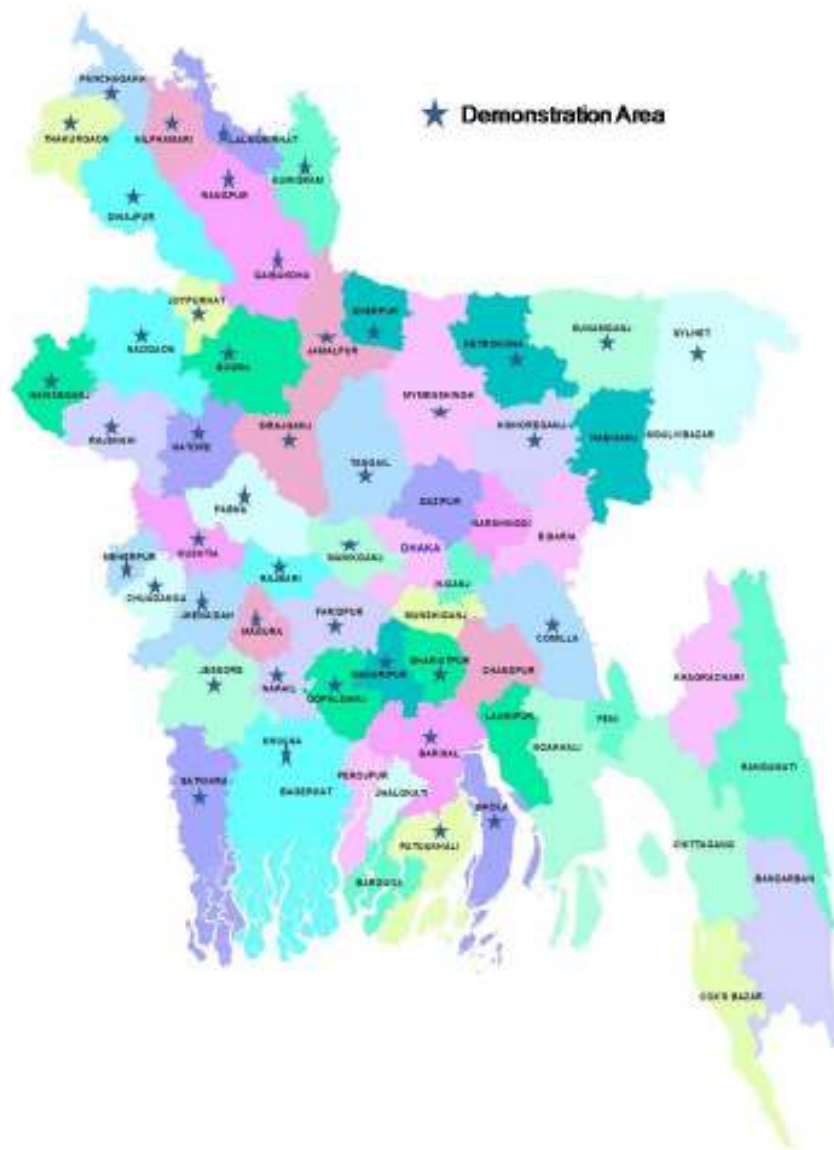 Demonstration Area
PANCHAGARH
THAKURGAON
NILPHAMARI
LALMONIRHAT
KURIGRAM
RANGPUR
DINAJPUR
GAIBANDHA
JOYPURHAT
SHERPUR
NAOGAON
BOGRA
JAMALPUR
NETROKONA
SUNAMGANJ
SYLHET
NAWABGANJ
MYMENSINGH
RAJSHAHI
NATORE
SIRAJGANJ
KISHOREGANJ
HABIGANJ
MOULVIBAZAR
TANGAIL
PABNA
GAZIPUR
NARSHINGDI
B BARIA
KUSHTIA
MANIKGANJ
DHAKA
MEHERPUR
RAJBARI
N.GANJ
CHUADANGA
JHENAIDAH
MAGURA
FARIDPUR
MUNSHIGANJ
COMILLA
JESSORE
NARAIL
GOPALGANJ
MADARIPUR
SHARIATPUR
CHANDPUR
KHAGRACHARI
LAXMIPUR
NOAKHALI
FENI
KHULNA
BARISAL
RANGAMATI
SATKHIRA
BAGERHAT
PEROJPUR
JHALOKATI
BHOLA
PATUAKHALI
CHITTAGANG
BARGUNA
BANDARBAN
COX'S BAZAR